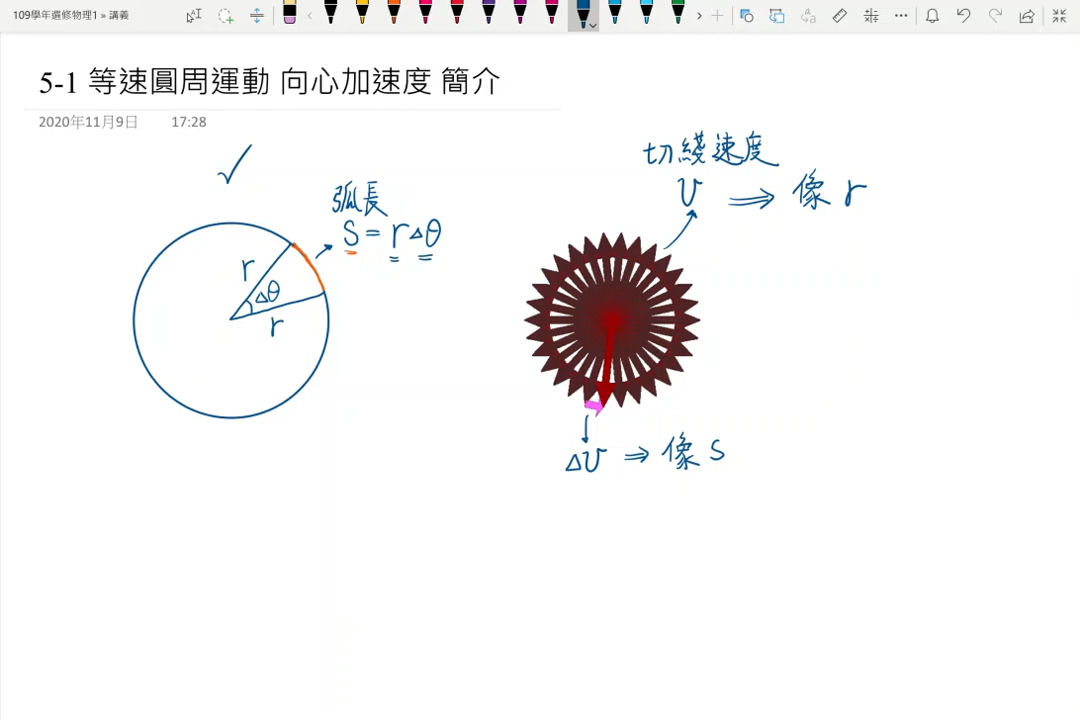 109學年選修物理1 » 講義
5-1 等速圓周運動 向心加速度 簡介
2020年11月9日 17:28
弧長
S = r Δθ
r
Δθ
r
切綫速度
v ⇒ 像 r
Δv ⇒ 像 S